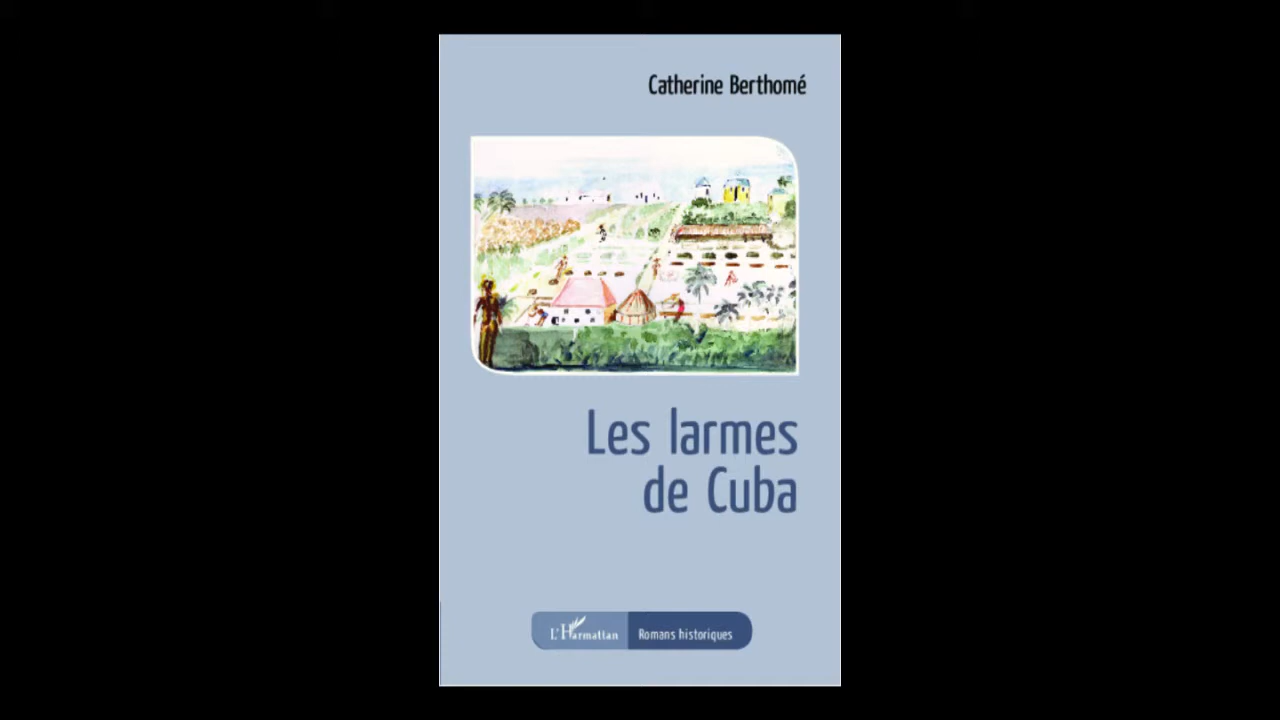 Catherine Berthomé
Les larmes
de Cuba
L'Harmattan
Romans historiques